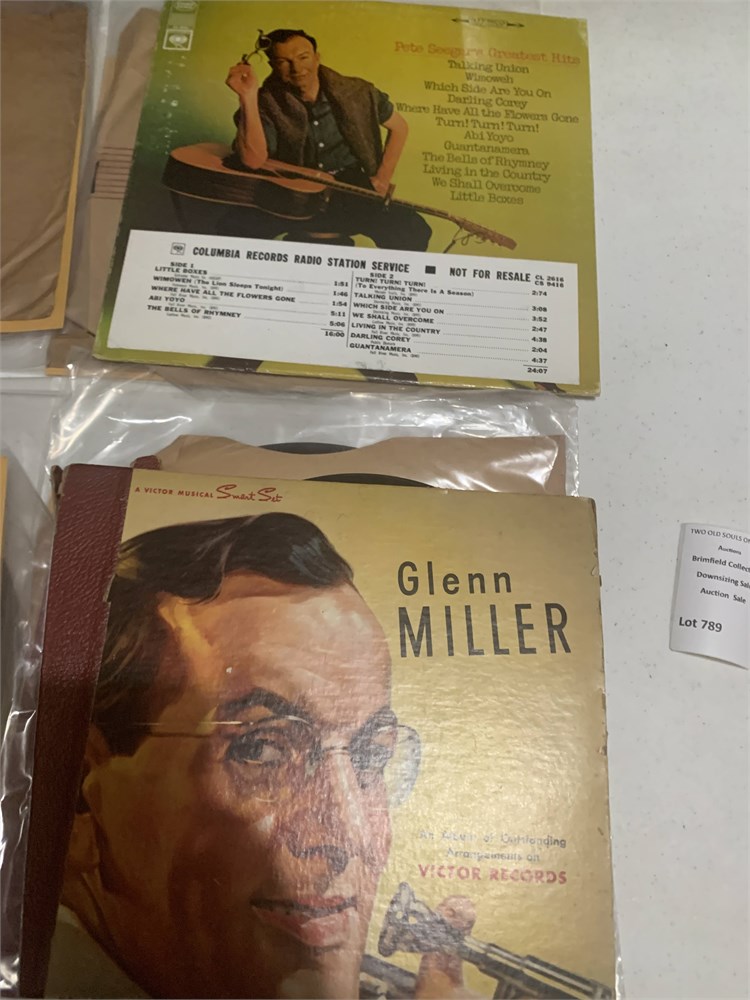 STEREO
Pete Seeger's Greatest Hits
Talking Union
Wimoweh
Which Side Are You On
Darling Corey
Where Have All the Flowers Gone
Turn! Turn! Turn!
Abi Yoyo
Guantanamera
The Bells of Rhymney
Living in the Country
We Shall Overcome
Little Boxes
COLUMBIA RECORDS RADIO STATION SERVICE NOT FOR RESALE CL 2616
CS 9416
SIDE 1
LITTLE BOXES 1:51
WIMOWEH (The Lion Sleeps Tonight) 1:46
WHERE HAVE ALL THE FLOWERS GONE 1:54
ABI YOYO 5:11
THE BELLS OF RHYMNEY 5:06
16:00
SIDE 2
TURN! TURN! TURN!
(To Everything There Is A Season) 2:74
TALKING UNION 3:08
WHICH SIDE ARE YOU ON 3:52
WE SHALL OVERCOME 2:47
LIVING IN THE COUNTRY 4:38
DARLING COREY 2:04
GUANTANAMERA 4:37
24:07
A VICTOR MUSICAL Smart Set
Glenn
MILLER
An Album of Outstanding
Arrangements on
VICTOR RECORDS
TWO OLD SOULS
Auctions
Brimfield
Downsizing
Auction Sale
Lot 789